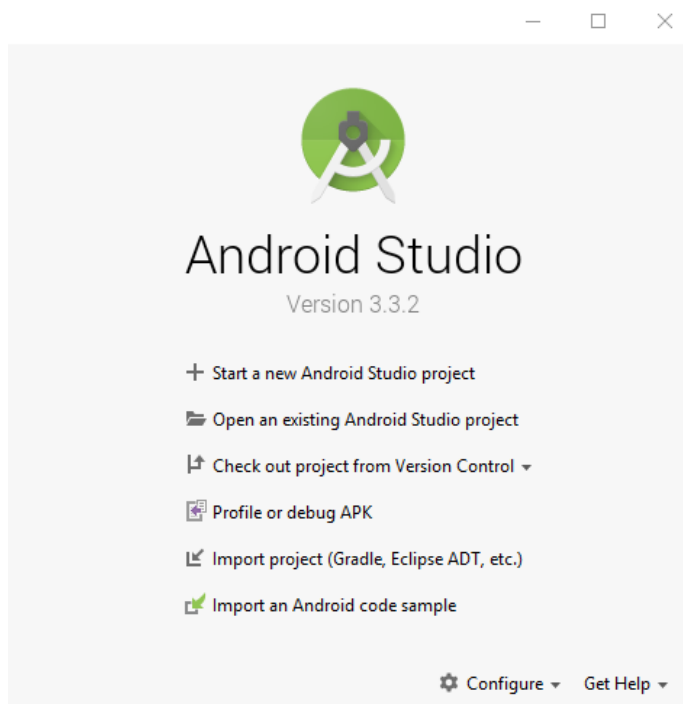 Android Studio
Version 3.3.2
Start a new Android Studio project
Open an existing Android Studio project
Check out project from Version Control
Profile or debug APK
Import project (Gradle, Eclipse ADT, etc.)
Import an Android code sample
Configure Get Help